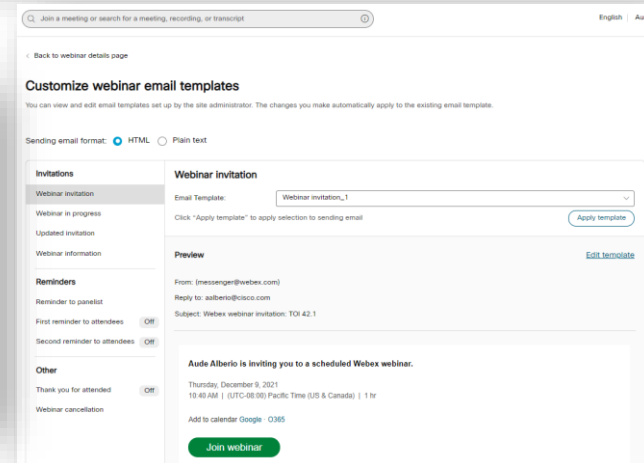 Join a meeting or search for a meeting, recording, or transcript
English
Back to webinar details page
Customize webinar email templates
You can view and edit email templates set up by the site administrator. The changes you make automatically apply to the existing email template.
Sending email format: HTML Plain text
Invitations
Webinar invitation
Webinar in progress
Updated invitation
Webinar information
Reminders
Reminder to panelist
First reminder to attendees Off
Second reminder to attendees Off
Other
Thank you for attended Off
Webinar cancellation
Webinar invitation
Email Template: Webinar invitation_1
Click "Apply template" to apply selection to sending email Apply template
Preview Edit template
From: (messenger@webex.com)
Reply to: aalberio@cisco.com
Subject: Webex webinar invitation: TOI 42.1
Aude Alberio is inviting you to a scheduled Webex webinar.
Thursday, December 9, 2021
10:40 AM | (UTC-08:00) Pacific Time (US & Canada) | 1 hr
Add to calendar Google · O365
Join webinar